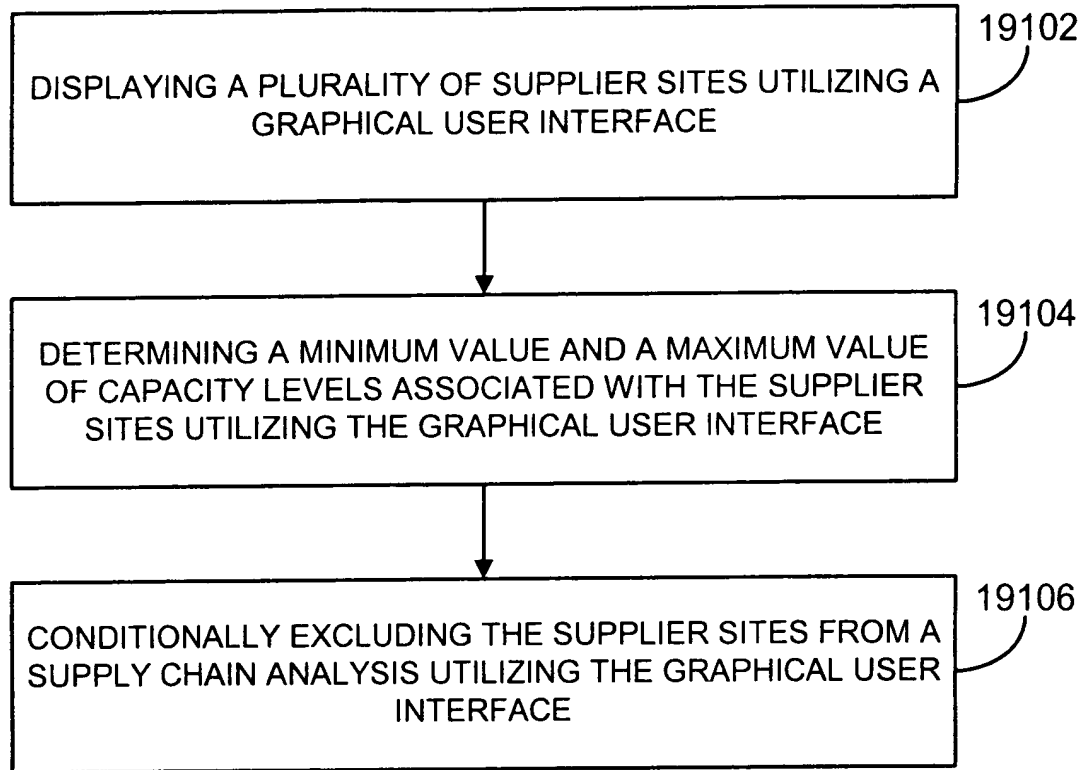 19102
DISPLAYING A PLURALITY OF SUPPLIER SITES UTILIZING A
GRAPHICAL USER INTERFACE
19104
DETERMINING A MINIMUM VALUE AND A MAXIMUM VALUE
OF CAPACITY LEVELS ASSOCIATED WITH THE SUPPLIER
SITES UTILIZING THE GRAPHICAL USER INTERFACE
19106
CONDITIONALLY EXCLUDING THE SUPPLIER SITES FROM A
SUPPLY CHAIN ANALYSIS UTILIZING THE GRAPHICAL USER
INTERFACE